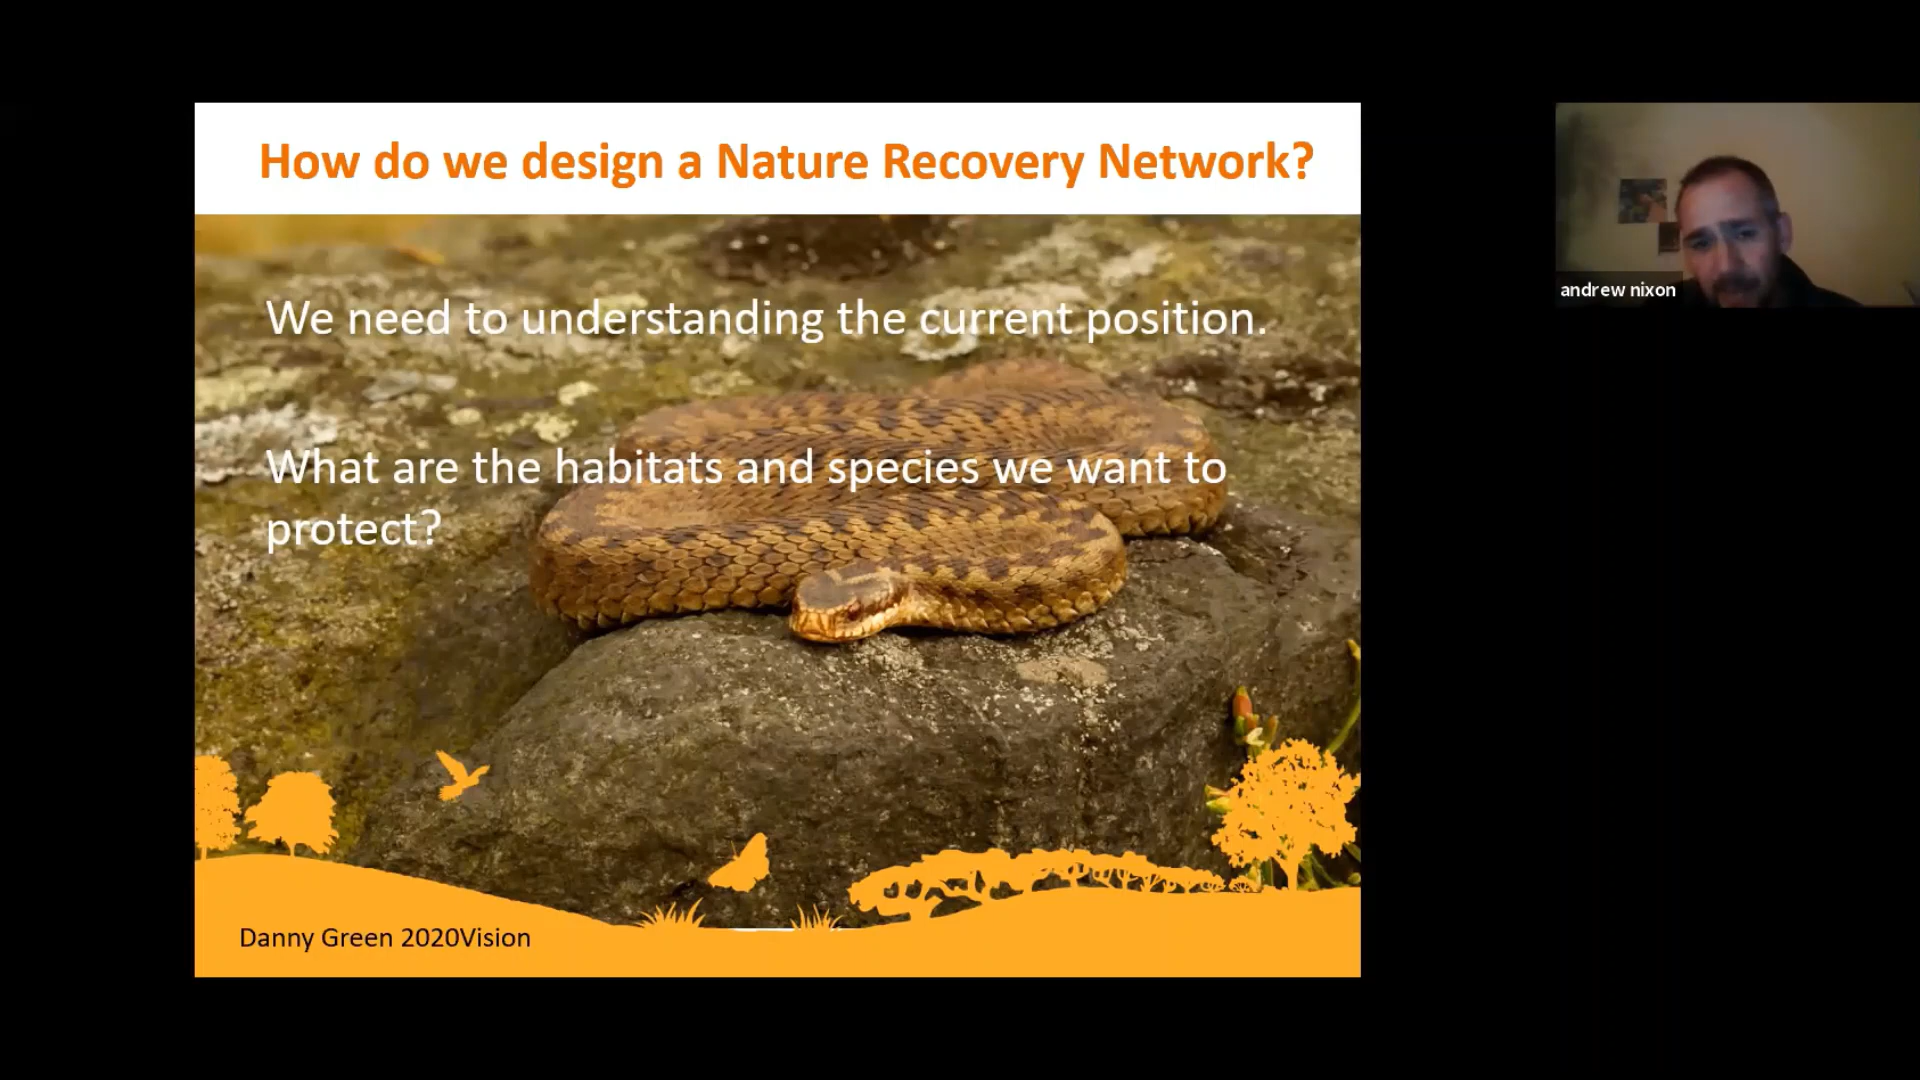 How do we design a Nature Recovery Network?
We need to understanding the current position.
What are the habitats and species we want to
protect?
Danny Green 2020Vision
andrew nixon